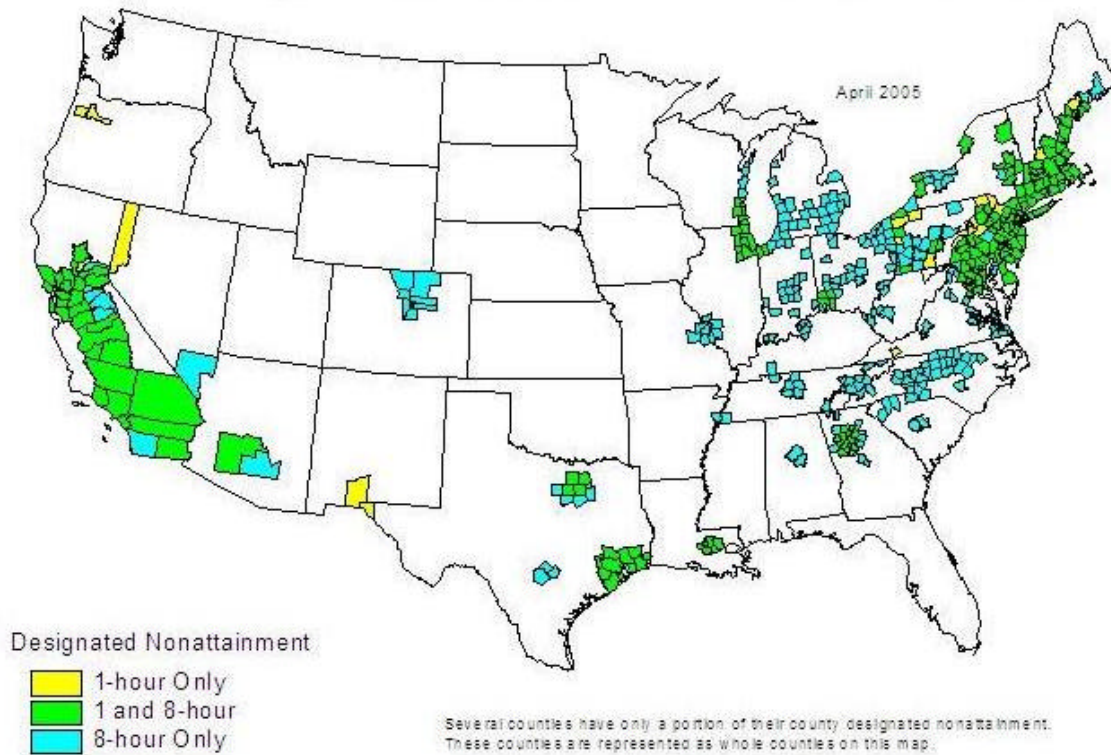 April 2005
Designated Nonattainment
1-hour Only
1 and 8-hour
8-hour Only
Several counties have only a portion of their county designated nonattainment.
These counties are represented as whole counties on this map.